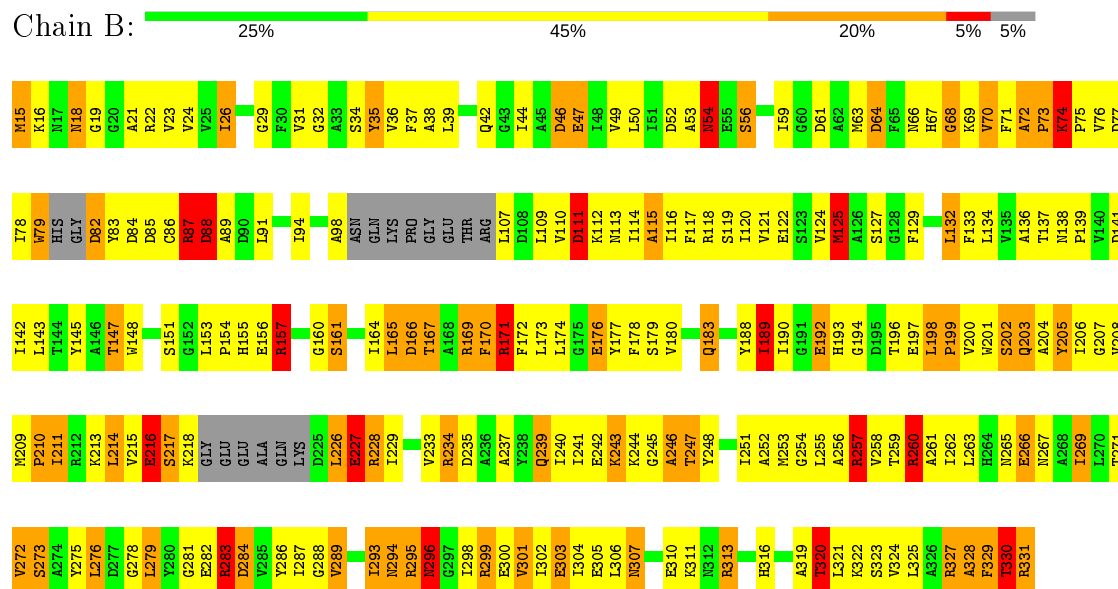 Chain B:
25% 45% 20% 5% 5%
M15 K16 N17 N18 G19 G20 A21 R22 V23 V24 V25 I26 G29 F30 V31 G32 A33 S34 Y35 V36 F37 A38 L39 Q42 G43 I44 A45 D46 E47 I48 V49 L50 I51 D52 A53 N54 E55 S56 I59 G60 D61 A62 M63 D64 F65 N66 H67 G68 K69 V70 F71 A72 P73 K74 P75 V76 D77
I78 W79 HIS GLY D82 Y83 D84 D85 C86 R87 D88 A89 D90 L91 I94 A98 ASN GLN LYS PRO GLY GLU THR ARG L107 D108 L109 V110 D111 K112 N113 I114 A115 I116 F117 R118 S119 I120 V121 E122 S123 V124 M125 A126 S127 G128 F129 L132 F133 L134 V135 A136 T137 N138 P139 V140 D141
I142 L143 T144 Y145 A146 T147 W148 S151 G152 L153 P154 H155 E156 R157 G160 S161 I164 L165 D166 T167 A168 R169 F170 R171 F172 L173 L174 G175 E176 Y177 F178 S179 V180 Q183 Y188 I189 I190 G191 E192 H193 G194 D195 T196 E197 L198 P199 V200 W201 S202 Q203 A204 Y205 I206 G207 V208
M209 P210 I211 R212 K213 L214 V215 E216 S217 K218 GLY GLU GLU ALA GLN LYS D225 L226 E227 R228 I229 V233 R234 D235 A236 A237 Y238 Q239 I240 I241 E242 K243 K244 G245 A246 T247 Y248 I251 A252 M253 G254 L255 A256 R257 V258 T259 R260 A261 I262 L263 H264 N265 E266 N267 A268 I269 L270 T271
V272 S273 A274 Y275 L276 D277 G278 L279 Y280 G281 E282 R283 D284 V285 Y286 I287 G288 V289 I293 N294 R295 N296 G297 I298 R299 E300 V301 I302 E303 I304 E305 L306 N307 E310 K311 N312 R313 H316 A319 T320 L321 K322 S323 V324 L325 A326 R327 A328 F329 T330 R331